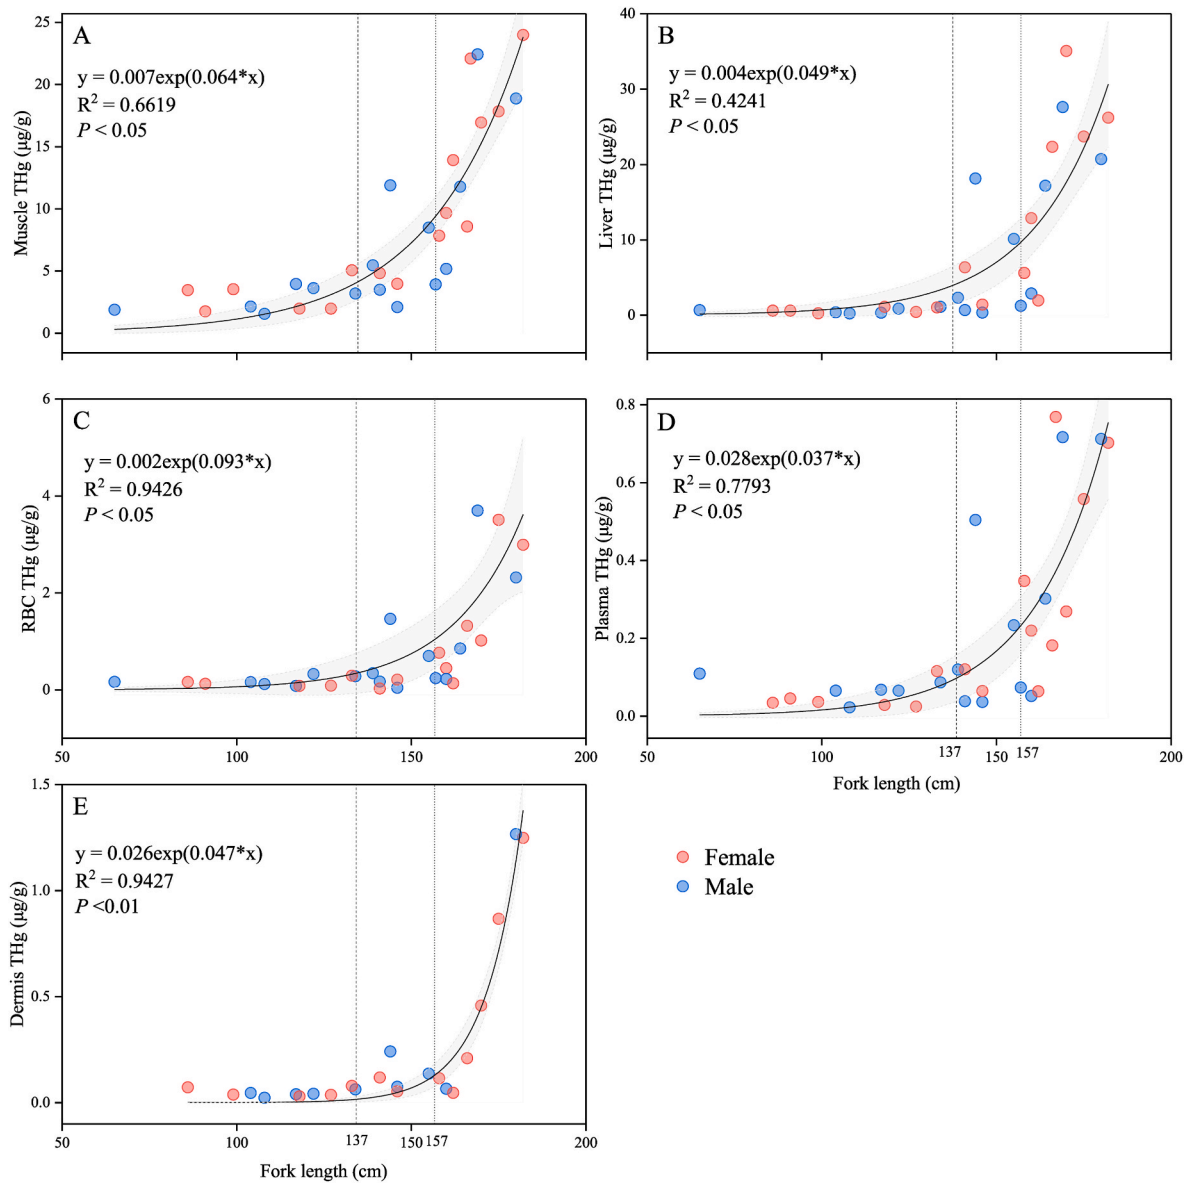 A
y = 0.007exp(0.064*x)
R² = 0.6619
P < 0.05
Muscle THg (µg/g)
25
20
15
10
5
0
B
y = 0.004exp(0.049*x)
R² = 0.4241
P < 0.05
Liver THg (µg/g)
40
30
20
10
0
C
y = 0.002exp(0.093*x)
R² = 0.9426
P < 0.05
RBC THg (µg/g)
6
4
2
0
50 100 150 200
D
y = 0.028exp(0.037*x)
R² = 0.7793
P < 0.05
Plasma THg (µg/g)
0.8
0.6
0.4
0.2
0.0
50 100 137 150 157 200
Fork length (cm)
E
y = 0.026exp(0.047*x)
R² = 0.9427
P <0.01
Dermis THg (µg/g)
1.5
1.0
0.5
0.0
50 100 137 150 157 200
Fork length (cm)
Female
Male